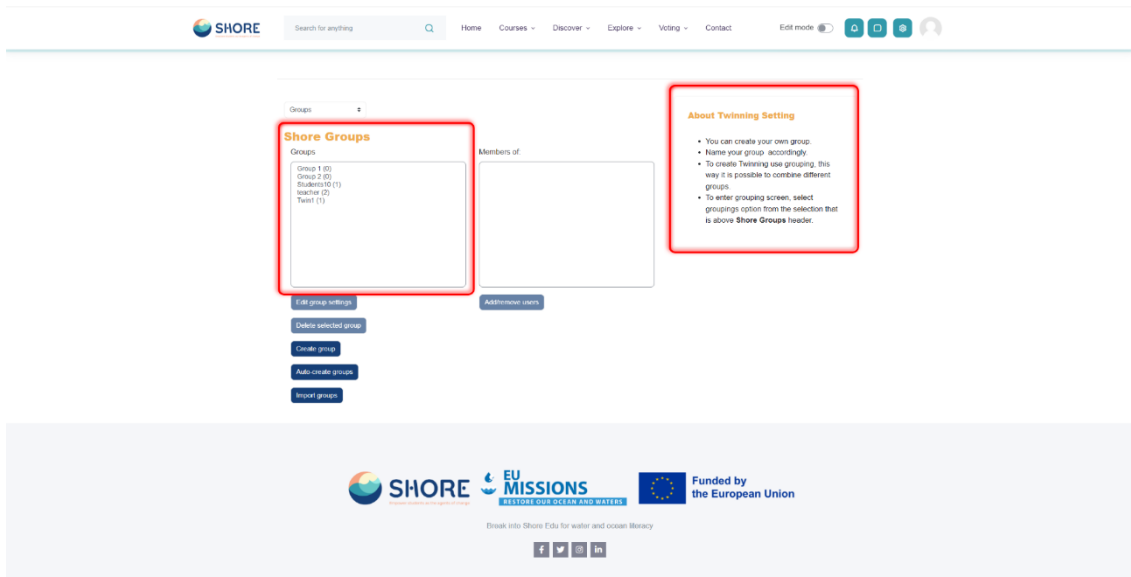 SHORE
Search for anything
Home
Courses
Discover
Explore
Voting
Contact
Edit mode
Groups
Shore Groups
Groups
Group 1 (0)
Group 2 (0)
Students10 (1)
teacher (2)
Twin1 (1)
Members of:
Edit group settings
Add/remove users
Delete selected group
Create group
Auto-create groups
Import groups
About Twinning Setting
You can create your own group.
Name your group accordingly.
To create Twinning use grouping, this
way it is possible to combine different
groups.
To enter grouping screen, select
groupings option from the selection that
is above Shore Groups header.
SHORE
EU
MISSIONS
RESTORE OUR OCEAN AND WATERS
Funded by
the European Union
Break into Shore Edu for water and ocean literacy